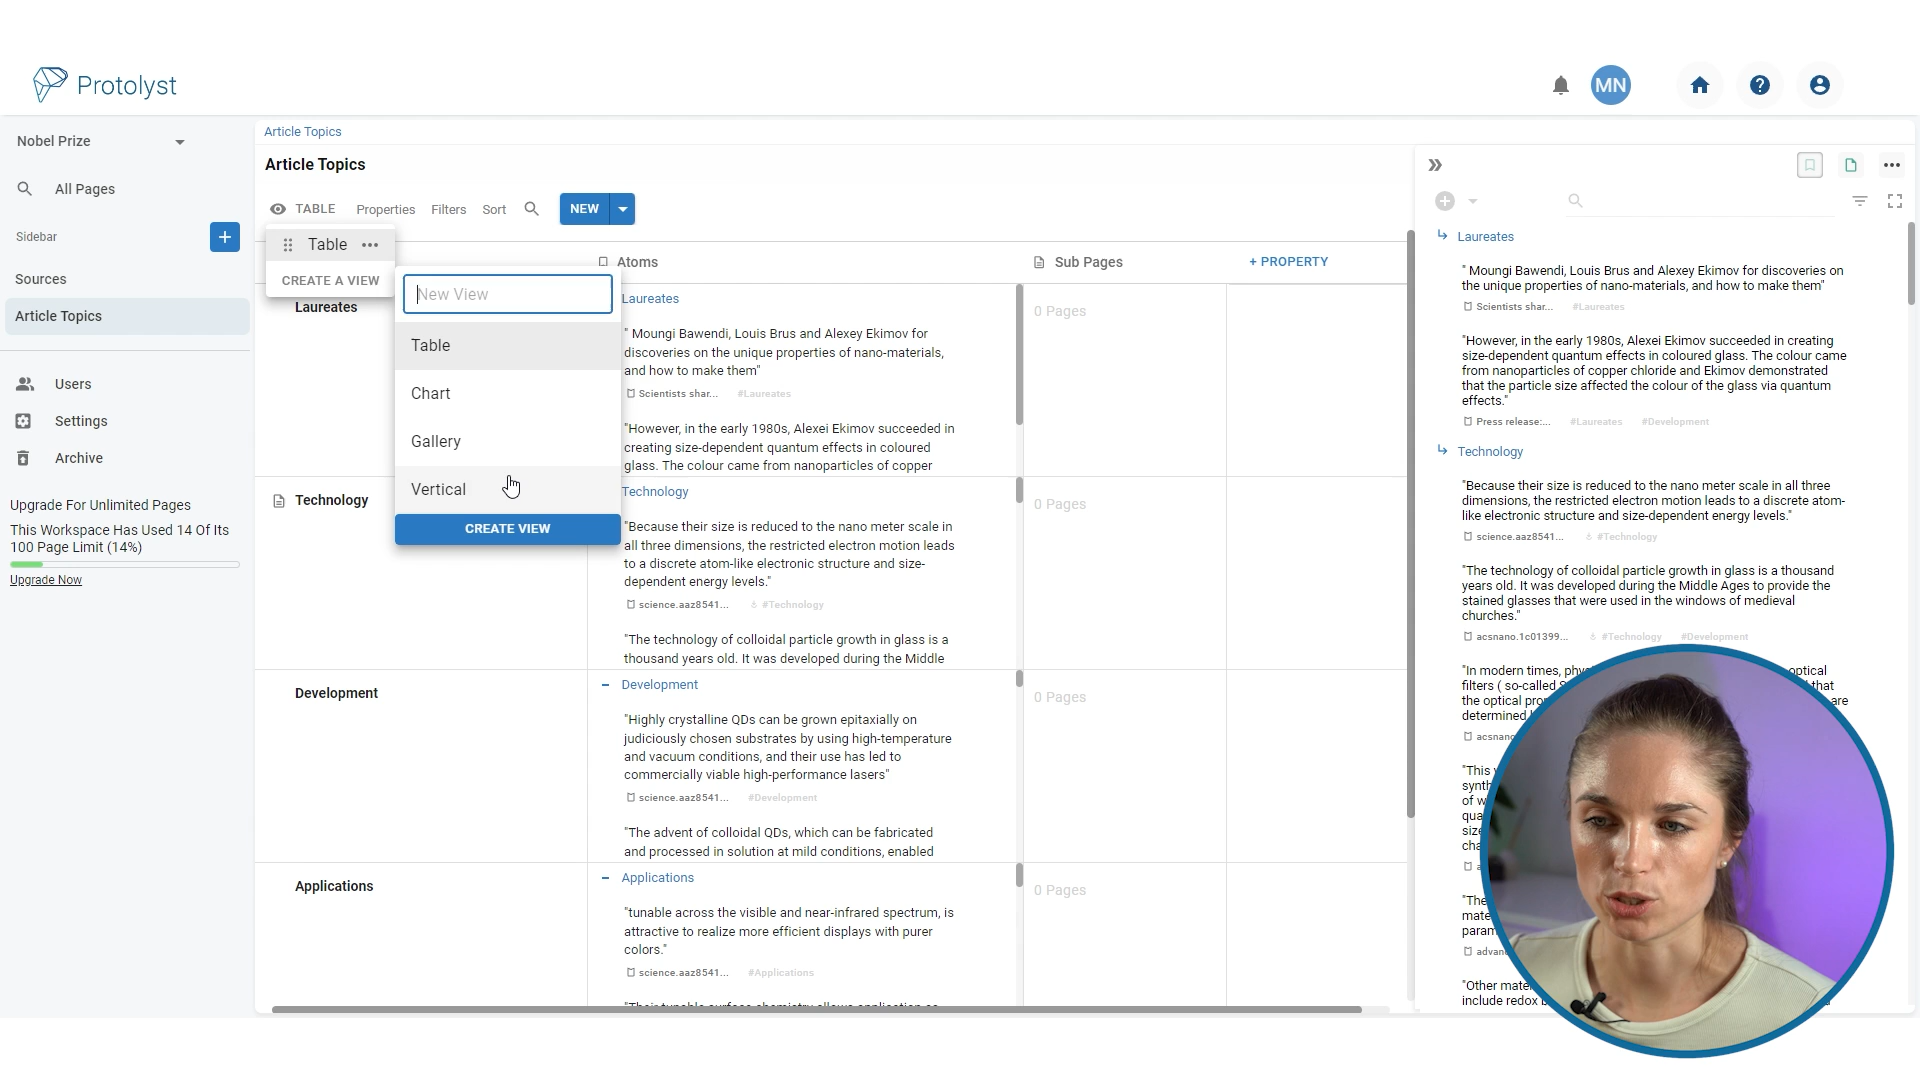 Protolyst
MN
Nobel Prize
All Pages
Sidebar
Sources
Article Topics
Users
Settings
Archive
Upgrade For Unlimited Pages
This Workspace Has Used 14 Of Its
100 Page Limit (14%)
Upgrade Now
Article Topics
Article Topics
TABLE Properties Filters Sort NEW
Table
CREATE A VIEW
New View
Table
Chart
Gallery
Vertical
CREATE VIEW
Atoms Sub Pages + PROPERTY
Laureates
Laureates
" Moungi Bawendi, Louis Brus and Alexey Ekimov for
discoveries on the unique properties of nano-materials,
and how to make them"
Scientists shar... #Laureates
"However, in the early 1980s, Alexei Ekimov succeeded in
creating size-dependent quantum effects in coloured
glass. The colour came from nanoparticles of copper
0 Pages
Technology
Technology
"Because their size is reduced to the nano meter scale in
all three dimensions, the restricted electron motion leads
to a discrete atom-like electronic structure and size-
dependent energy levels."
science.aaz8541... #Technology
"The technology of colloidal particle growth in glass is a
thousand years old. It was developed during the Middle
0 Pages
Development
Development
"Highly crystalline QDs can be grown epitaxially on
judiciously chosen substrates by using high-temperature
and vacuum conditions, and their use has led to
commercially viable high-performance lasers"
science.aaz8541... #Development
"The advent of colloidal QDs, which can be fabricated
and processed in solution at mild conditions, enabled
0 Pages
Applications
Applications
"tunable across the visible and near-infrared spectrum, is
attractive to realize more efficient displays with purer
colors."
science.aaz8541... #Applications
0 Pages
Laureates
" Moungi Bawendi, Louis Brus and Alexey Ekimov for discoveries on
the unique properties of nano-materials, and how to make them"
Scientists shar... #Laureates
"However, in the early 1980s, Alexei Ekimov succeeded in creating
size-dependent quantum effects in coloured glass. The colour came
from nanoparticles of copper chloride and Ekimov demonstrated
that the particle size affected the colour of the glass via quantum
effects."
Press release:... #Laureates #Development
Technology
"Because their size is reduced to the nano meter scale in all three
dimensions, the restricted electron motion leads to a discrete atom-
like electronic structure and size-dependent energy levels."
science.aaz8541... #Technology
"The technology of colloidal particle growth in glass is a thousand
years old. It was developed during the Middle Ages to provide the
stained glasses that were used in the windows of medieval
churches."
acsnano.1c01399... #Technology #Development
"In modern times, optical
filters ( so-called that
the optical are
determined
"This
of
"The
"Other
include redox